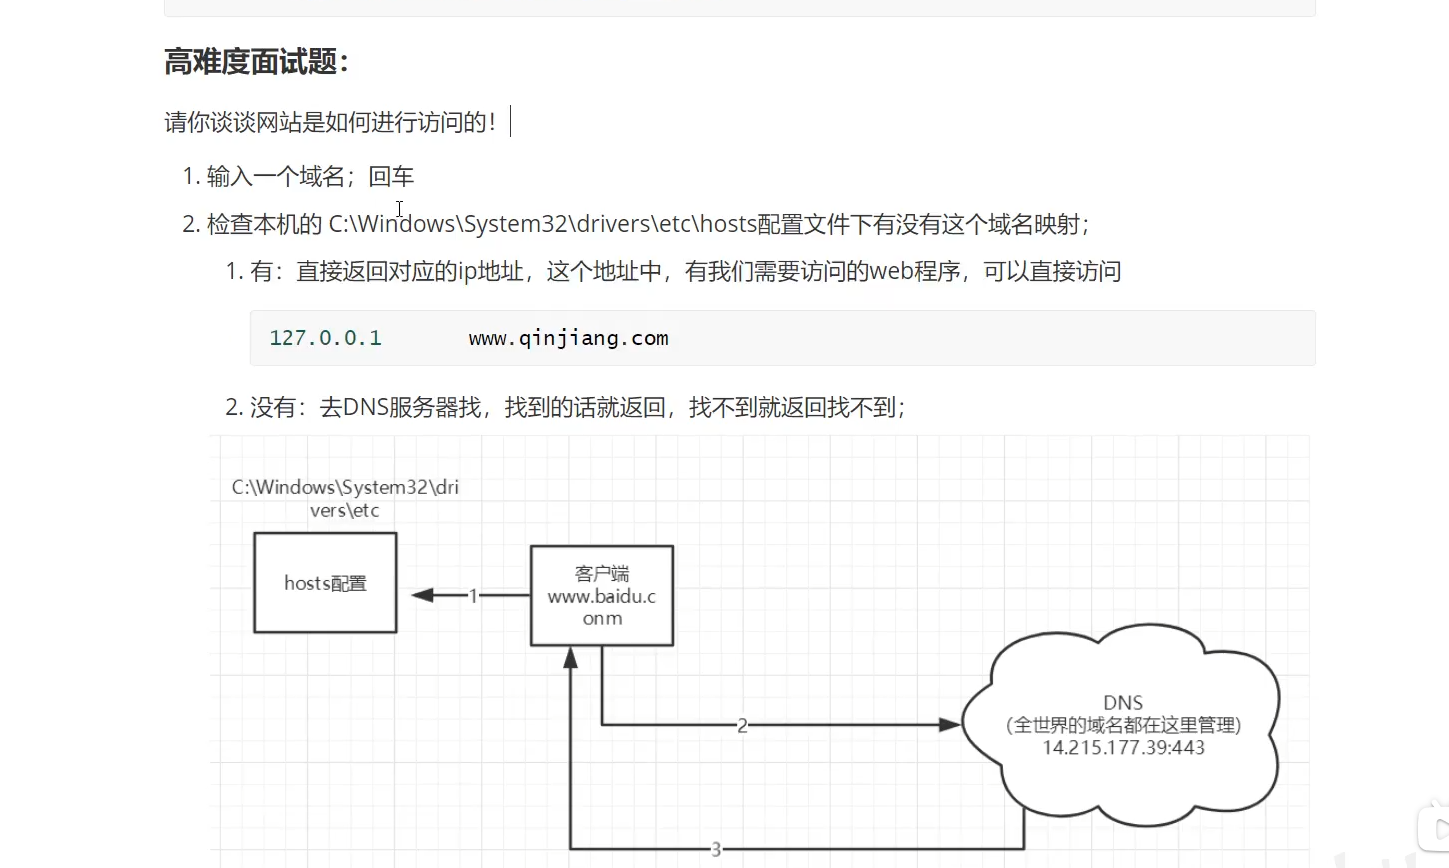 高难度面试题：
请你谈谈网站是如何进行访问的！
1. 输入一个域名；回车
2. 检查本机的 C:\Windows\System32\drivers\etc\hosts配置文件下有没有这个域名映射；
1. 有：直接返回对应的ip地址，这个地址中，有我们需要访问的web程序，可以直接访问
127.0.0.1 www.qinjiang.com
2. 没有：去DNS服务器找，找到的话就返回，找不到就返回找不到；
C:\Windows\System32\dri
vers\etc
hosts配置
1
客户端
www.baidu.c
onm
2
DNS
（全世界的域名都在这里管理）
14.215.177.39:443
3